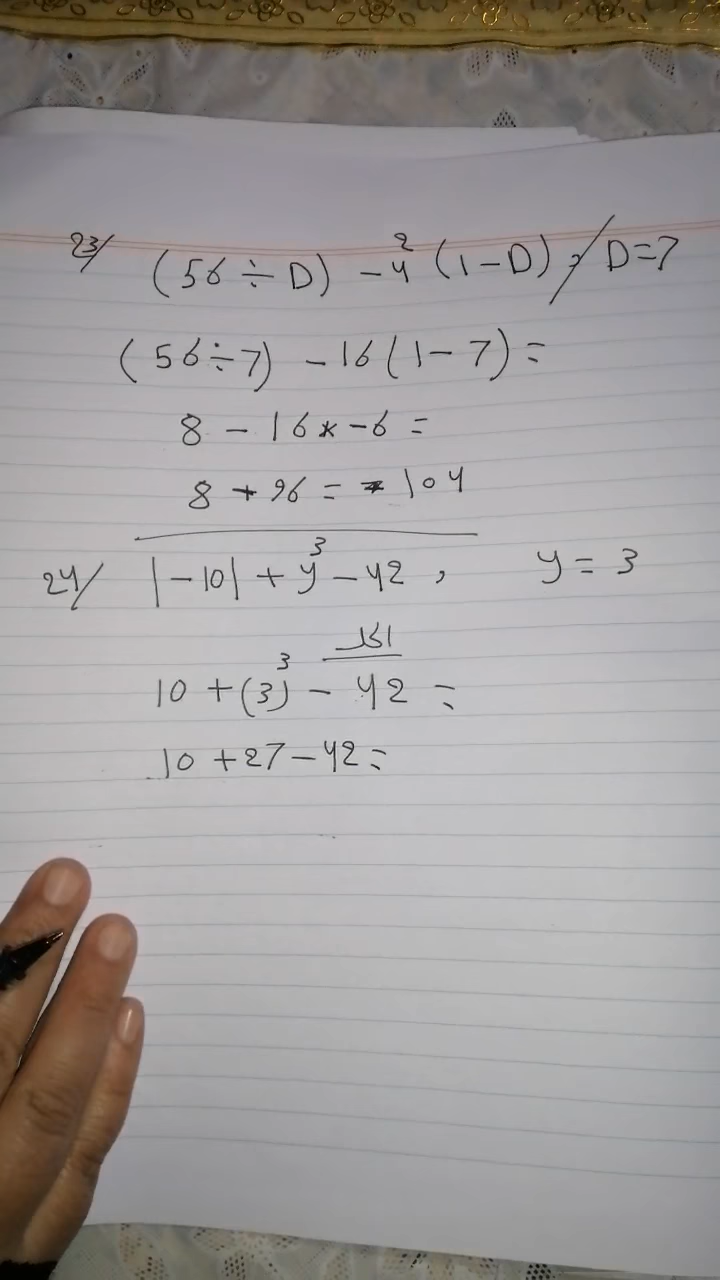 23/ (56 ÷ D) - 4² (1 - D), / D = 7
(56 ÷ 7) - 16 (1 - 7) =
8 - 16 × -6 =
8 + 96 = 104
24/ |-10| + y³ - 42 , y = 3
الحل
10 + (3)³ - 42 =
10 + 27 - 42 =